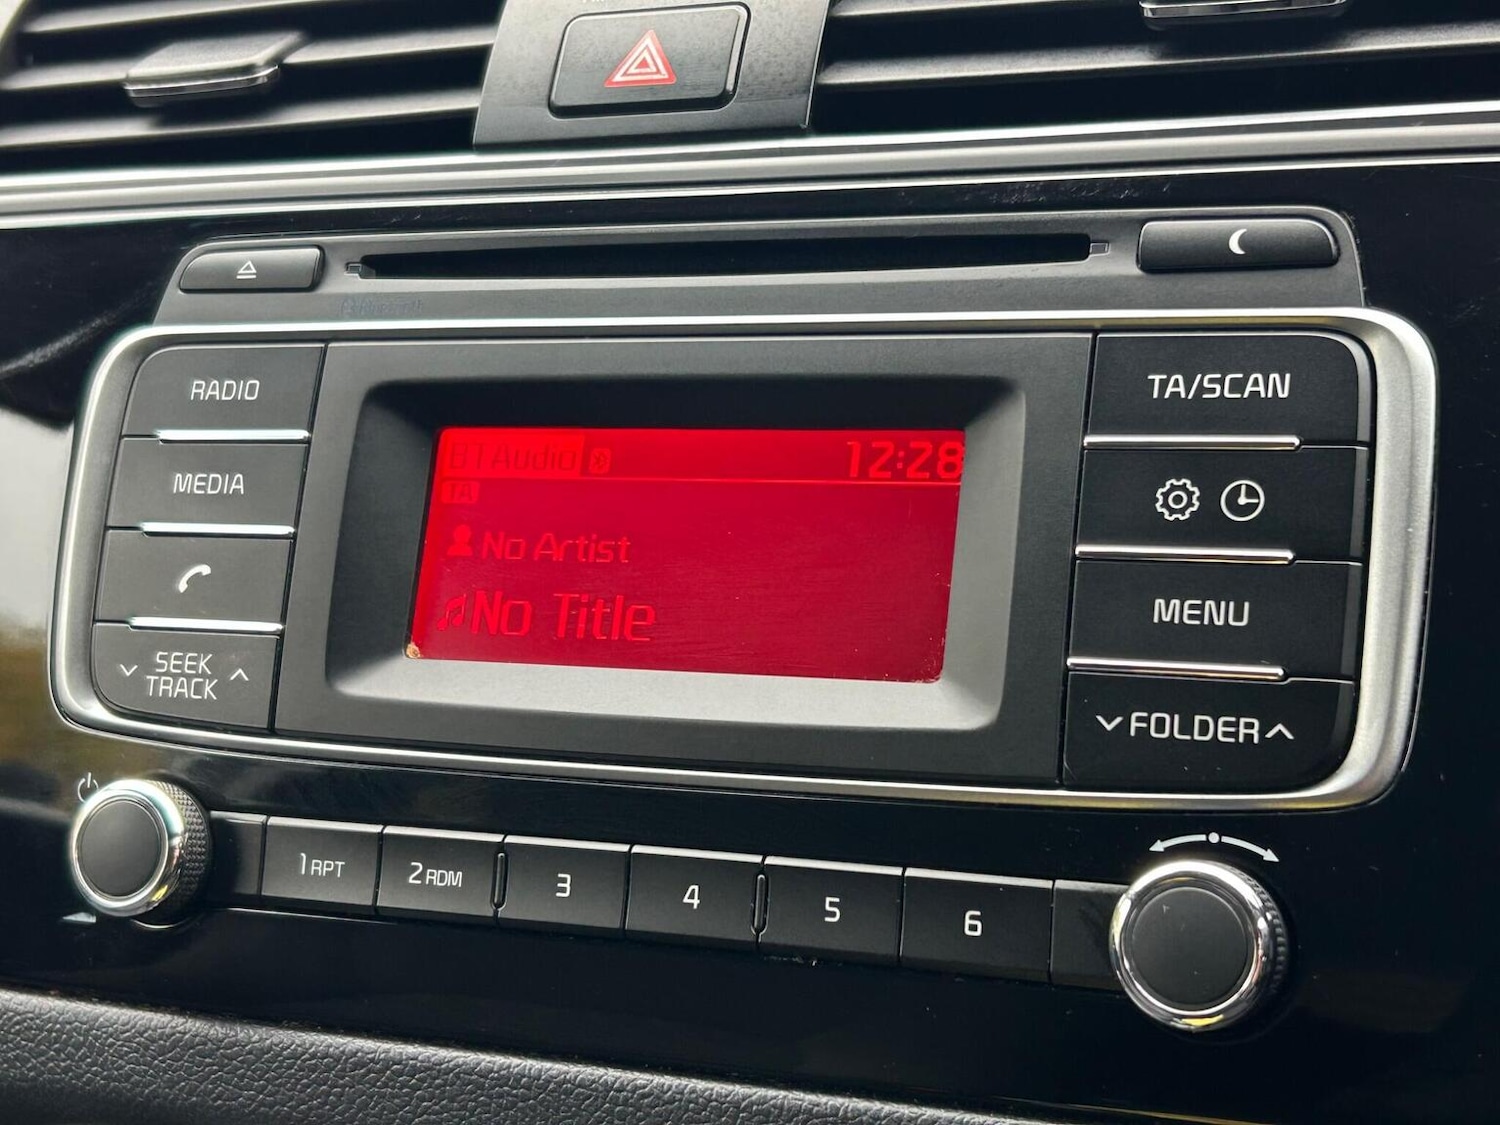 RADIO
MEDIA
SEEK
TRACK
BT Audio 12:28
TA
No Artist
No Title
TA/SCAN
MENU
FOLDER
1 RPT
2 RDM
3
4
5
6